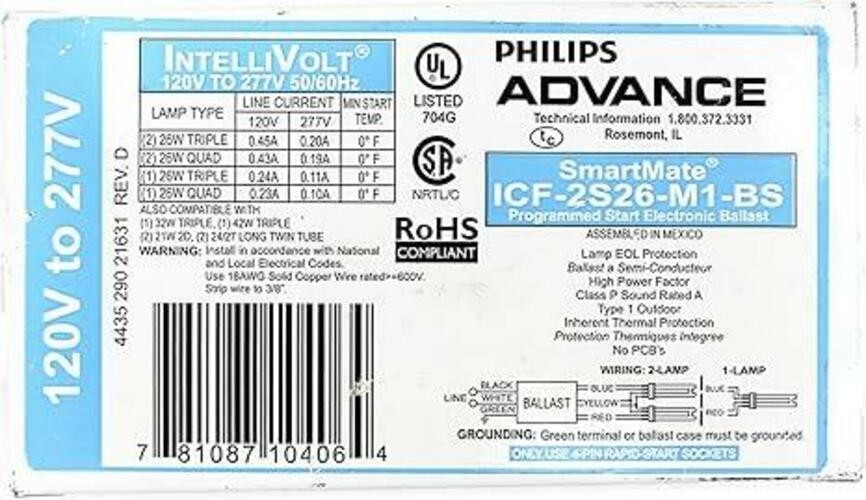 120V to 277V
4435 290 21631 REV. D
INTELLIVOLT®
120V TO 277V 50/60Hz
LAMP TYPE LINE CURRENT MIN START TEMP.
120V 277V
(2) 26W TRIPLE 0.45A 0.20A 0° F
(2) 26W QUAD 0.43A 0.19A 0° F
(1) 26W TRIPLE 0.24A 0.11A 0° F
(1) 26W QUAD 0.23A 0.10A 0° F
ALSO COMPATIBLE WITH
(1) 32W TRIPLE, (1) 42W TRIPLE
(2) 21W 2D, (2) 24/27 LONG TWIN TUBE
WARNING: Install in accordance with National
and Local Electrical Codes.
Use 18AWG Solid Copper Wire rated>=600V.
Strip wire to 3/8".
7 81087 10406 4
UL
LISTED
704G
SA
NRTL/C
RoHS
COMPLIANT
PHILIPS
ADVANCE
Technical Information 1.800.372.3331
tc Rosemont, IL
SmartMate®
ICF-2S26-M1-BS
Programmed Start Electronic Ballast
ASSEMBLED IN MEXICO
Lamp EOL Protection
Ballast a Semi-Conducteur
High Power Factor
Class P Sound Rated A
Type 1 Outdoor
Inherent Thermal Protection
Protection Thermiques Integree
No PCB's
WIRING: 2-LAMP 1-LAMP
LINE BLACK WHITE GREEN BALLAST BLUE YELLOW RED BLUE RED
GROUNDING: Green terminal or ballast case must be grounded.
ONLY USE 4-PIN RAPID-START SOCKETS